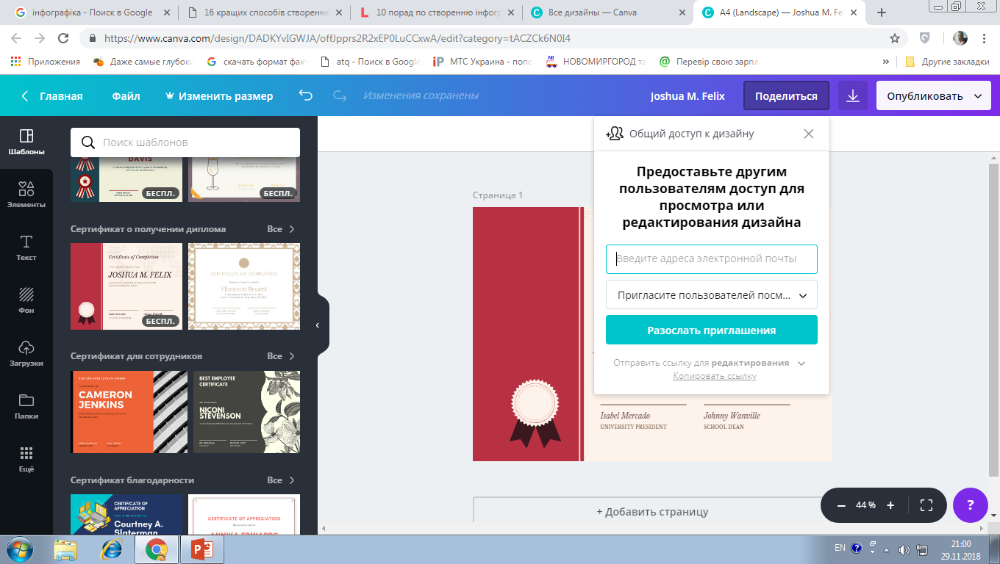 інфографіка - Поиск в Google
16 кращих способів створення
10 порад по створенню інфогр
Все дизайны — Canva
A4 (Landscape) — Joshua M. Fe
https://www.canva.com/design/DADKYvIGWJA/offJpprs2R2xEP0LuCCxwA/edit?category=tACZCk6N0I4
Приложения
Даже самые глубок
скачать формат фак
atq - Поиск в Google
МТС Украина - попо
НОВОМИРГОРОД та
Перевір свою зарпл
»
Другие закладки
Главная
Файл
Изменить размер
Изменения сохранены
Joshua M. Felix
Поделиться
Опубликовать
Шаблоны
Элементы
Текст
Фон
Загрузки
Папки
Ещё
Поиск шаблонов
DAVIS
БЕСПЛ.
БЕСПЛ.
Сертификат о получении диплома
Все
Certificate of Completion
JOSHUA M. FELIX
Isabel Mercado
БЕСПЛ.
CERTIFICATE OF COMPLETION
Florence Bryant
Сертификат для сотрудников
Все
CAMERON
JENKINS
BEST EMPLOYEE
CERTIFICATE
NICONI
STEVENSON
Сертификат благодарности
Все
CERTIFICATE OF
APPRECIATION
Courtney A.
Slaterman
CERTIFICATE OF APPRECIATION
ANNIKA EDWARDS
Страница 1
Общий доступ к дизайну
Предоставьте другим
пользователям доступ для
просмотра или
редактирования дизайна
Введите адреса электронной почты
Пригласите пользователей посм...
Разослать приглашения
Отправить ссылку для редактирования
Копировать ссылку
Isabel Mercado
UNIVERSITY PRESIDENT
Johnny Wanville
SCHOOL DEAN
+ Добавить страницу
44 %
?
EN
21:00
29.11.2018